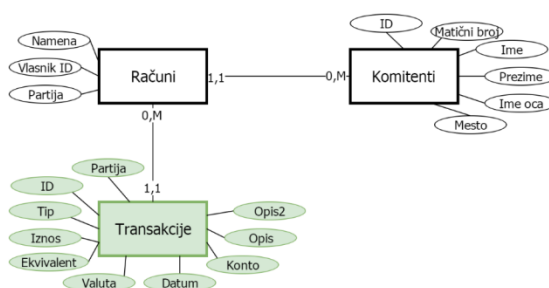 Namena
Vlasnik ID
Partija
Računi
1,1
0,M
ID
Matični broj
Ime
Prezime
Ime oca
Mesto
Komitenti
0,M
1,1
Partija
ID
Tip
Iznos
Ekvivalent
Valuta
Datum
Konto
Opis
Opis2
Transakcije